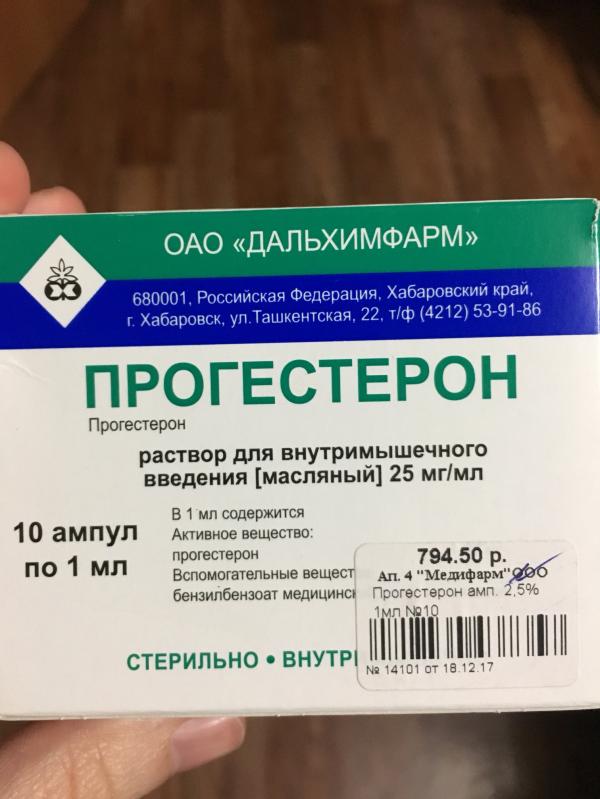 ОАО «ДАЛЬХИМФАРМ»
680001, Российская Федерация, Хабаровский край,
г. Хабаровск, ул.Ташкентская, 22, т/ф (4212) 53-91-86
ПРОГЕСТЕРОН
Прогестерон
раствор для внутримышечного
введения [масляный] 25 мг/мл
10 ампул
по 1 мл
В 1 мл содержится
Активное вещество:
прогестерон
Вспомогательные вещест
бензилбензоат медицинск
СТЕРИЛЬНО • ВНУТРИ
794.50 р.
Ап. 4 "Медифарм" ООО
Прогестерон амп. 2,5%
1мл №10
№ 14101 от 18.12.17